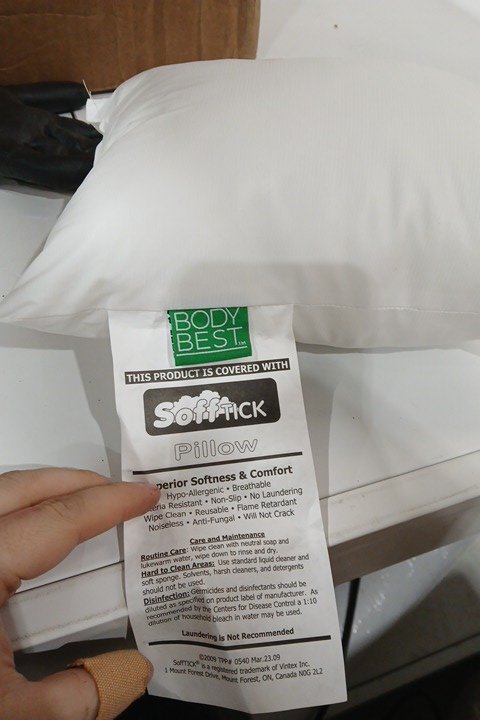 BODY
BEST™
THIS PRODUCT IS COVERED WITH
SoffTICK
Pillow
Softness & Comfort
Hypo-Allergenic • Breathable
Resistant • Non-Slip • No Laundering
Wipe Clean • Reusable • Flame Retardant
Noiseless • Anti-Fungal • Will Not Crack
Care and Maintenance
Routine Care: Wipe clean with neutral soap and
lukewarm water, wipe down to rinse and dry.
Hard to Clean Areas: Use standard liquid cleaner and
soft sponge. Solvents, harsh cleaners, and detergents
should not be used.
Disinfection: Germicides and disinfectants should be
diluted as specified on product label of manufacturer. As
recommended by the Centers for Disease Control a 1:10
dilution of household bleach in water may be used.
Laundering is Not Recommended
©2009 TPP# 0540 Mar.23.09
SoffTICK® is a registered trademark of Vintex Inc.
1 Mount Forest Drive, Mount Forest, ON, Canada N0G 2L2